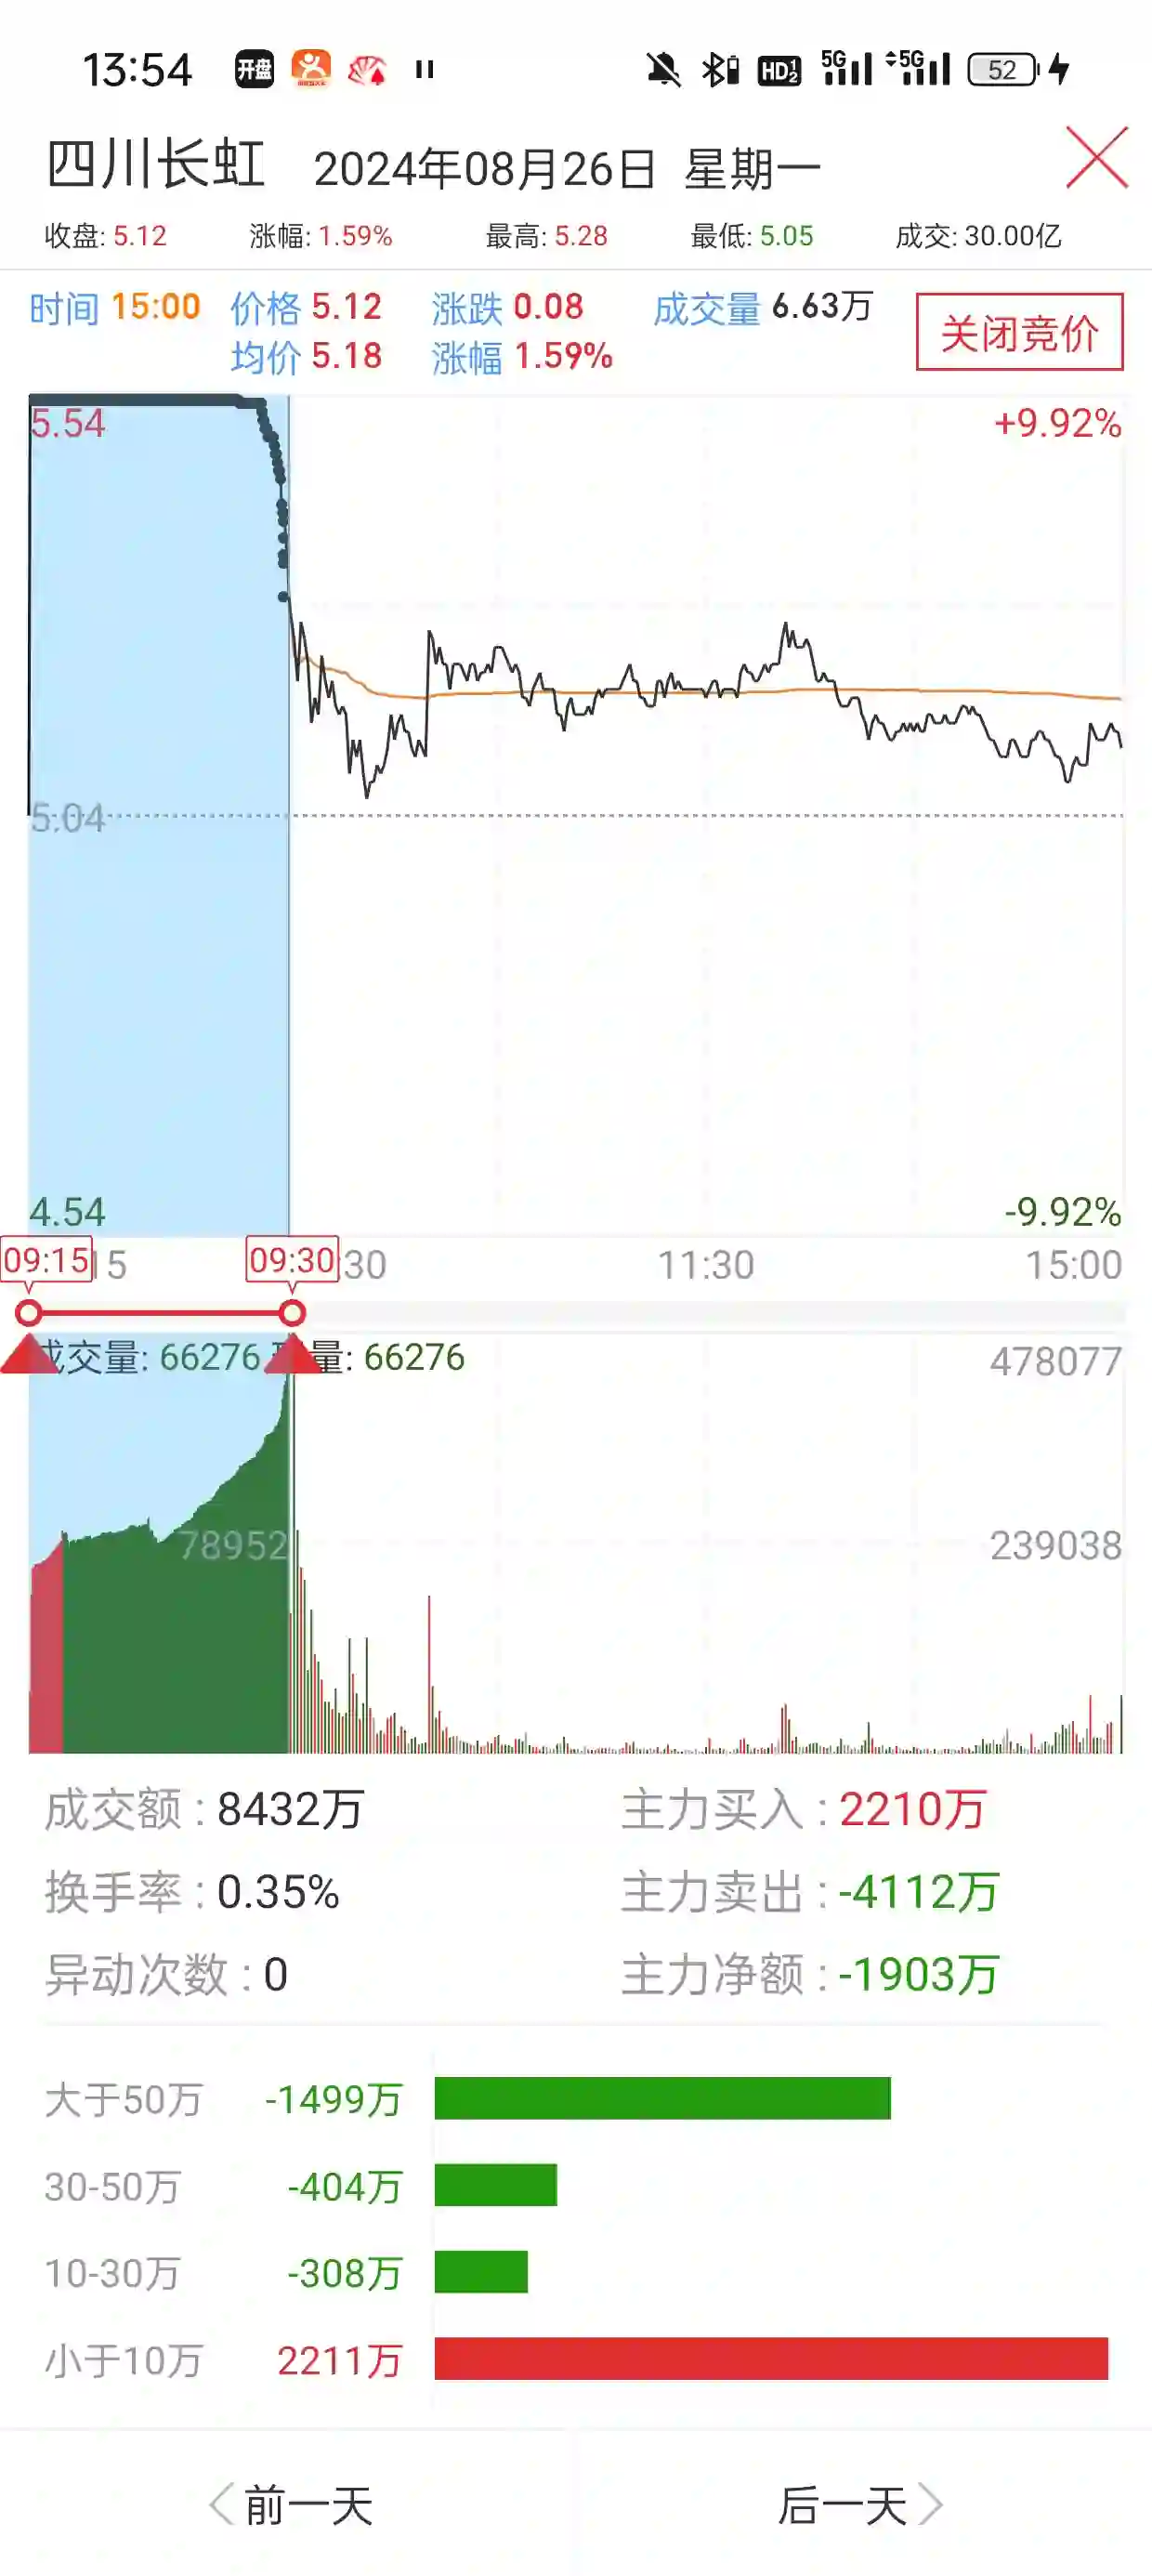 13:54 开盘 HD 1 2 5G 5G 52
四川长虹 2024年08月26日 星期一
收盘: 5.12 涨幅: 1.59% 最高: 5.28 最低: 5.05 成交: 30.00亿
时间 15:00 价格 5.12 涨跌 0.08 成交量 6.63万
均价 5.18 涨幅 1.59%
关闭竞价
5.54 +9.92%
5.04
4.54 -9.92%
09:15 15 09:30 30 11:30 15:00
成交量: 66276 量: 66276 478077
78952 239038
成交额 : 8432万 主力买入 : 2210万
换手率 : 0.35% 主力卖出 : -4112万
异动次数 : 0 主力净额 : -1903万
大于50万 -1499万
30-50万 -404万
10-30万 -308万
小于10万 2211万
前一天 后一天